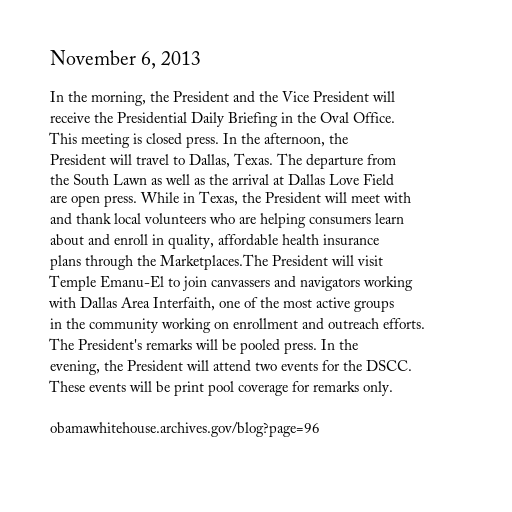 November 6, 2013
In the morning, the President and the Vice President will
receive the Presidential Daily Briefing in the Oval Office.
This meeting is closed press. In the afternoon, the
President will travel to Dallas, Texas. The departure from
the South Lawn as well as the arrival at Dallas Love Field
are open press. While in Texas, the President will meet with
and thank local volunteers who are helping consumers learn
about and enroll in quality, affordable health insurance
plans through the Marketplaces.The President will visit
Temple Emanu-El to join canvassers and navigators working
with Dallas Area Interfaith, one of the most active groups
in the community working on enrollment and outreach efforts.
The President's remarks will be pooled press. In the
evening, the President will attend two events for the DSCC.
These events will be print pool coverage for remarks only.
obamawhitehouse.archives.gov/blog?page=96